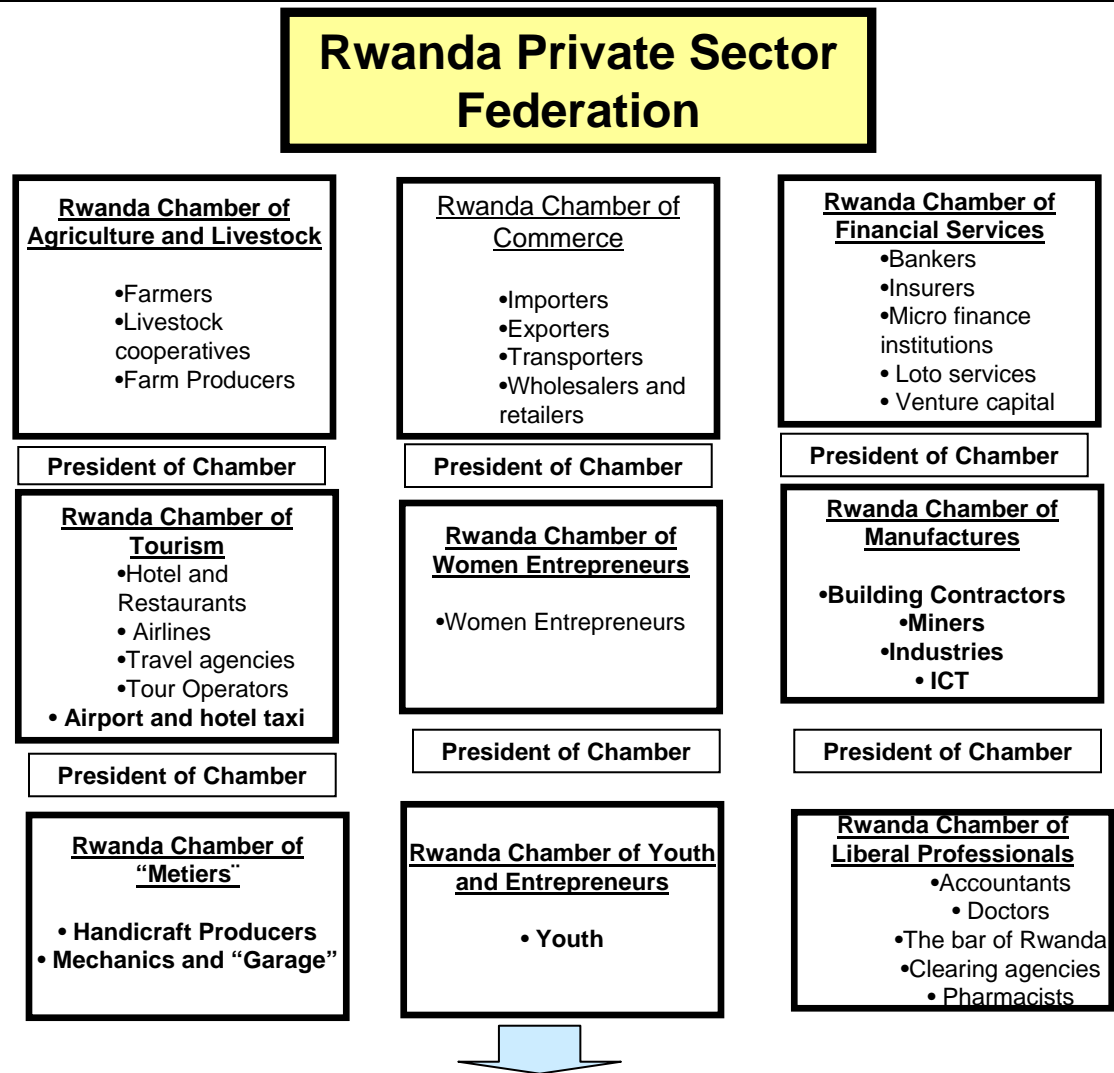 Rwanda Private Sector
Federation
Rwanda Chamber of
Agriculture and Livestock
•Farmers
•Livestock
cooperatives
•Farm Producers
Rwanda Chamber of
Commerce
•Importers
•Exporters
•Transporters
•Wholesalers and
retailers
Rwanda Chamber of
Financial Services
•Bankers
•Insurers
•Micro finance
institutions
• Loto services
• Venture capital
President of Chamber
President of Chamber
President of Chamber
Rwanda Chamber of
Tourism
•Hotel and
Restaurants
• Airlines
•Travel agencies
•Tour Operators
• Airport and hotel taxi
Rwanda Chamber of
Women Entrepreneurs
•Women Entrepreneurs
Rwanda Chamber of
Manufactures
•Building Contractors
•Miners
•Industries
• ICT
President of Chamber
President of Chamber
President of Chamber
Rwanda Chamber of
“Metiers¨
• Handicraft Producers
• Mechanics and “Garage”
Rwanda Chamber of Youth
and Entrepreneurs
• Youth
Rwanda Chamber of
Liberal Professionals
•Accountants
• Doctors
•The bar of Rwanda
•Clearing agencies
• Pharmacists